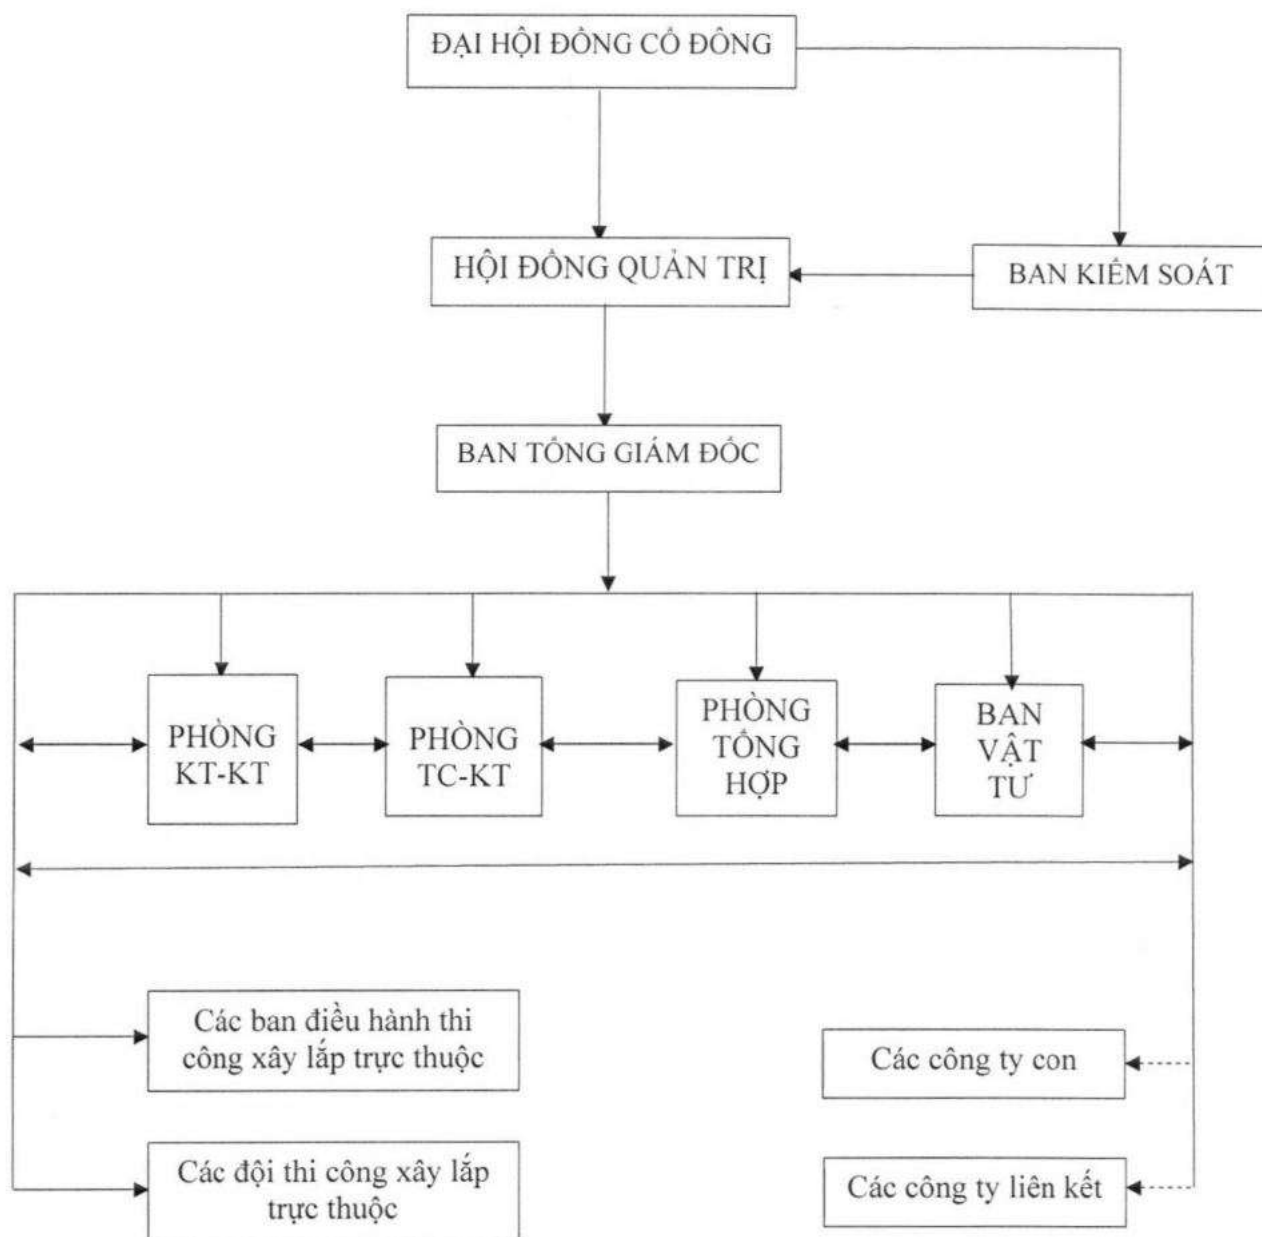 ĐẠI HỘI ĐỒNG CỔ ĐÔNG
HỘI ĐỒNG QUẢN TRỊ
BAN KIỂM SOÁT
BAN TỔNG GIÁM ĐỐC
PHÒNG
KT-KT
PHÒNG
TC-KT
PHÒNG
TỔNG
HỢP
BAN
VẬT
TƯ
Các ban điều hành thi
công xây lắp trực thuộc
Các công ty con
Các đội thi công xây lắp
trực thuộc
Các công ty liên kết